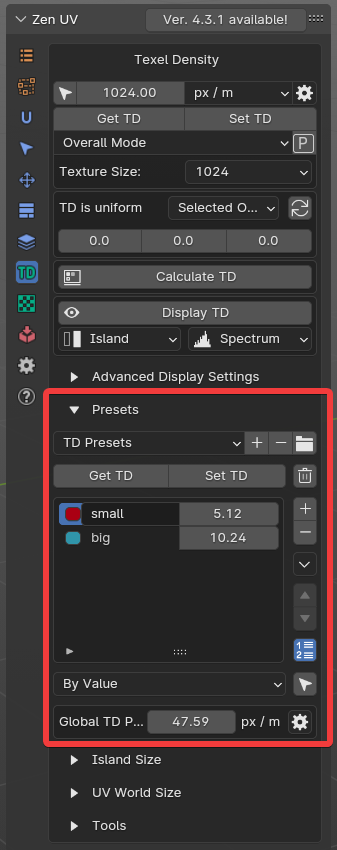 Zen UV Ver. 4.3.1 available!
Texel Density
1024.00 px / m
Get TD Set TD
Overall Mode P
Texture Size: 1024
TD is uniform Selected O...
0.0 0.0 0.0
Calculate TD
Display TD
Island Spectrum
Advanced Display Settings
Presets
TD Presets
Get TD Set TD
small 5.12
big 10.24
By Value
Global TD P... 47.59 px / m
Island Size
UV World Size
Tools